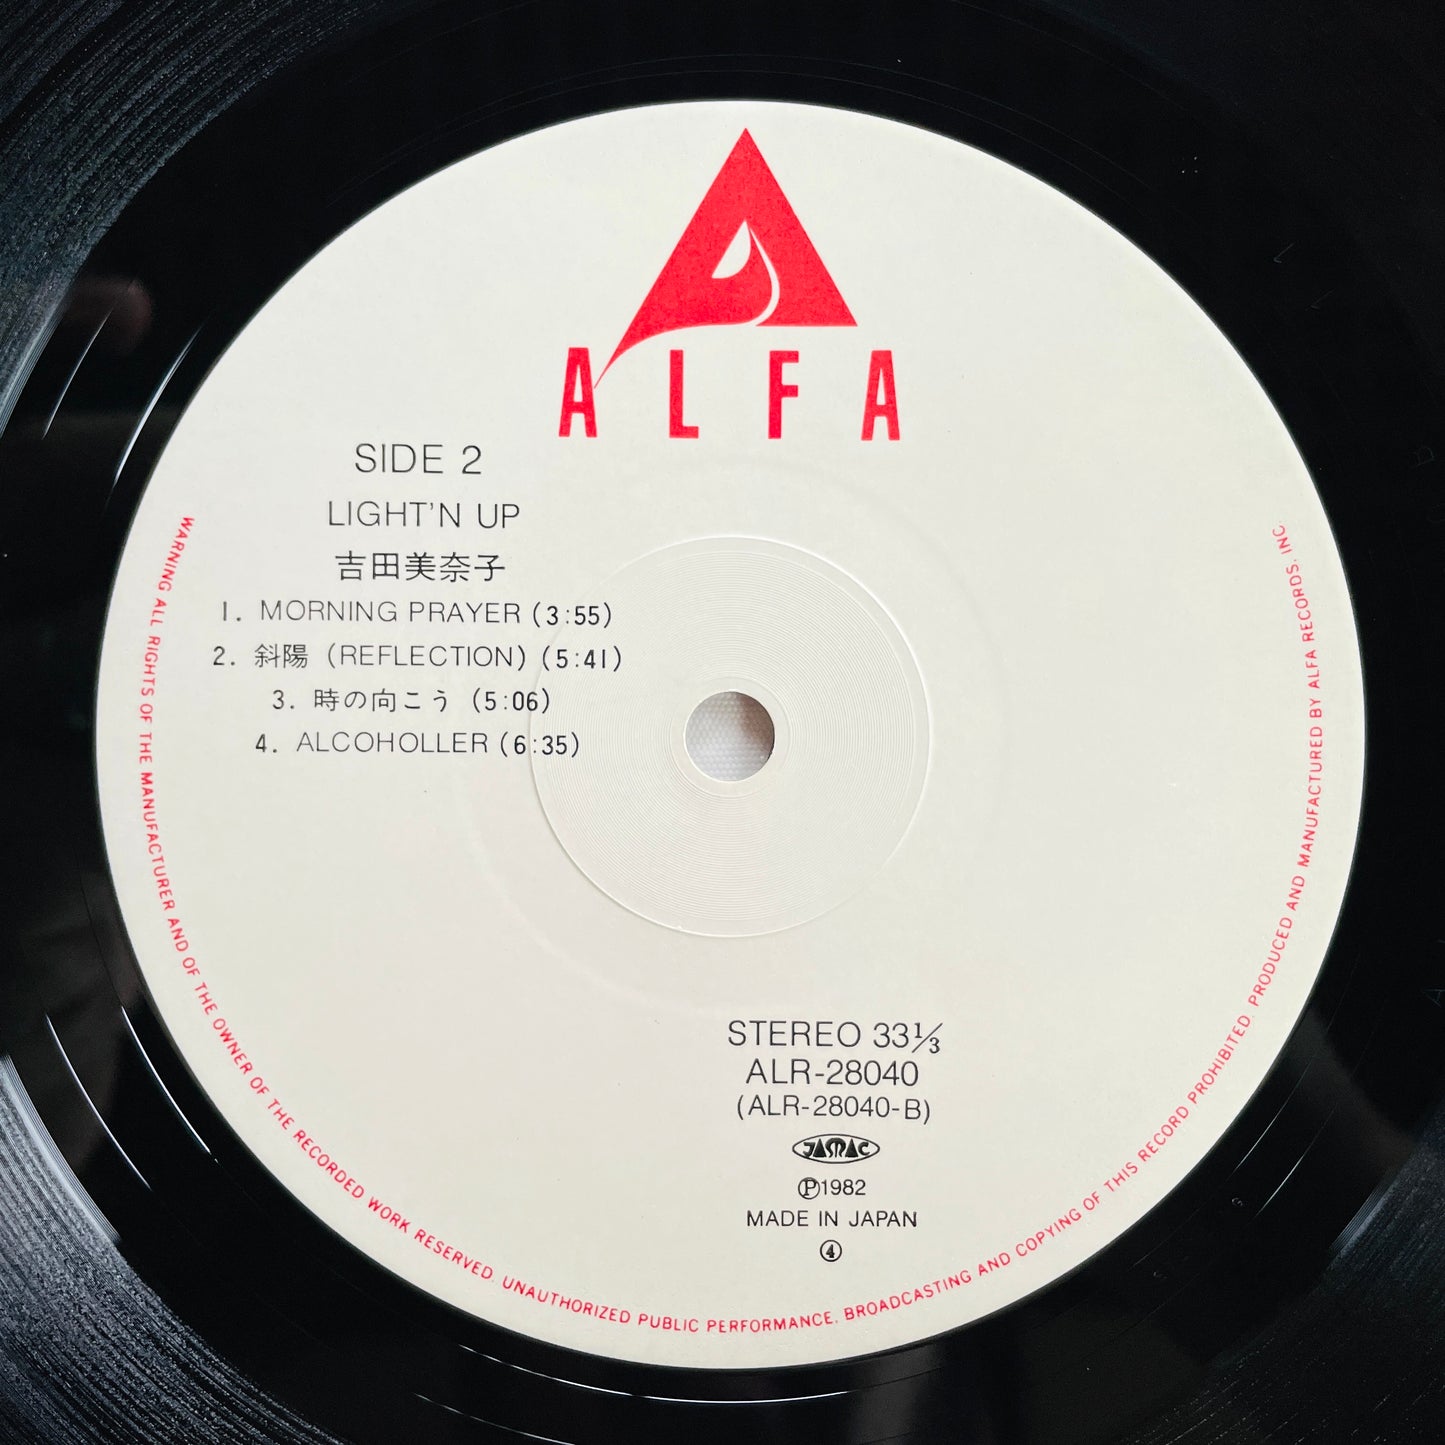 ALFA
SIDE 2
LIGHT'N UP
吉田美奈子
1. MORNING PRAYER (3:55)
2. 斜陽 (REFLECTION) (5:41)
3. 時の向こう (5:06)
4. ALCOHOLLER (6:35)
STEREO 33⅓
ALR-28040
(ALR-28040-B)
JASRAC
Ⓟ1982
MADE IN JAPAN
④
WARNING ALL RIGHTS OF THE MANUFACTURER AND OF THE OWNER OF THE RECORDED WORK RESERVED. UNAUTHORIZED PUBLIC PERFORMANCE. BROADCASTING AND COPYING OF THIS RECORD PROHIBITED. PRODUCED AND MANUFACTURED BY ALFA RECORDS, INC